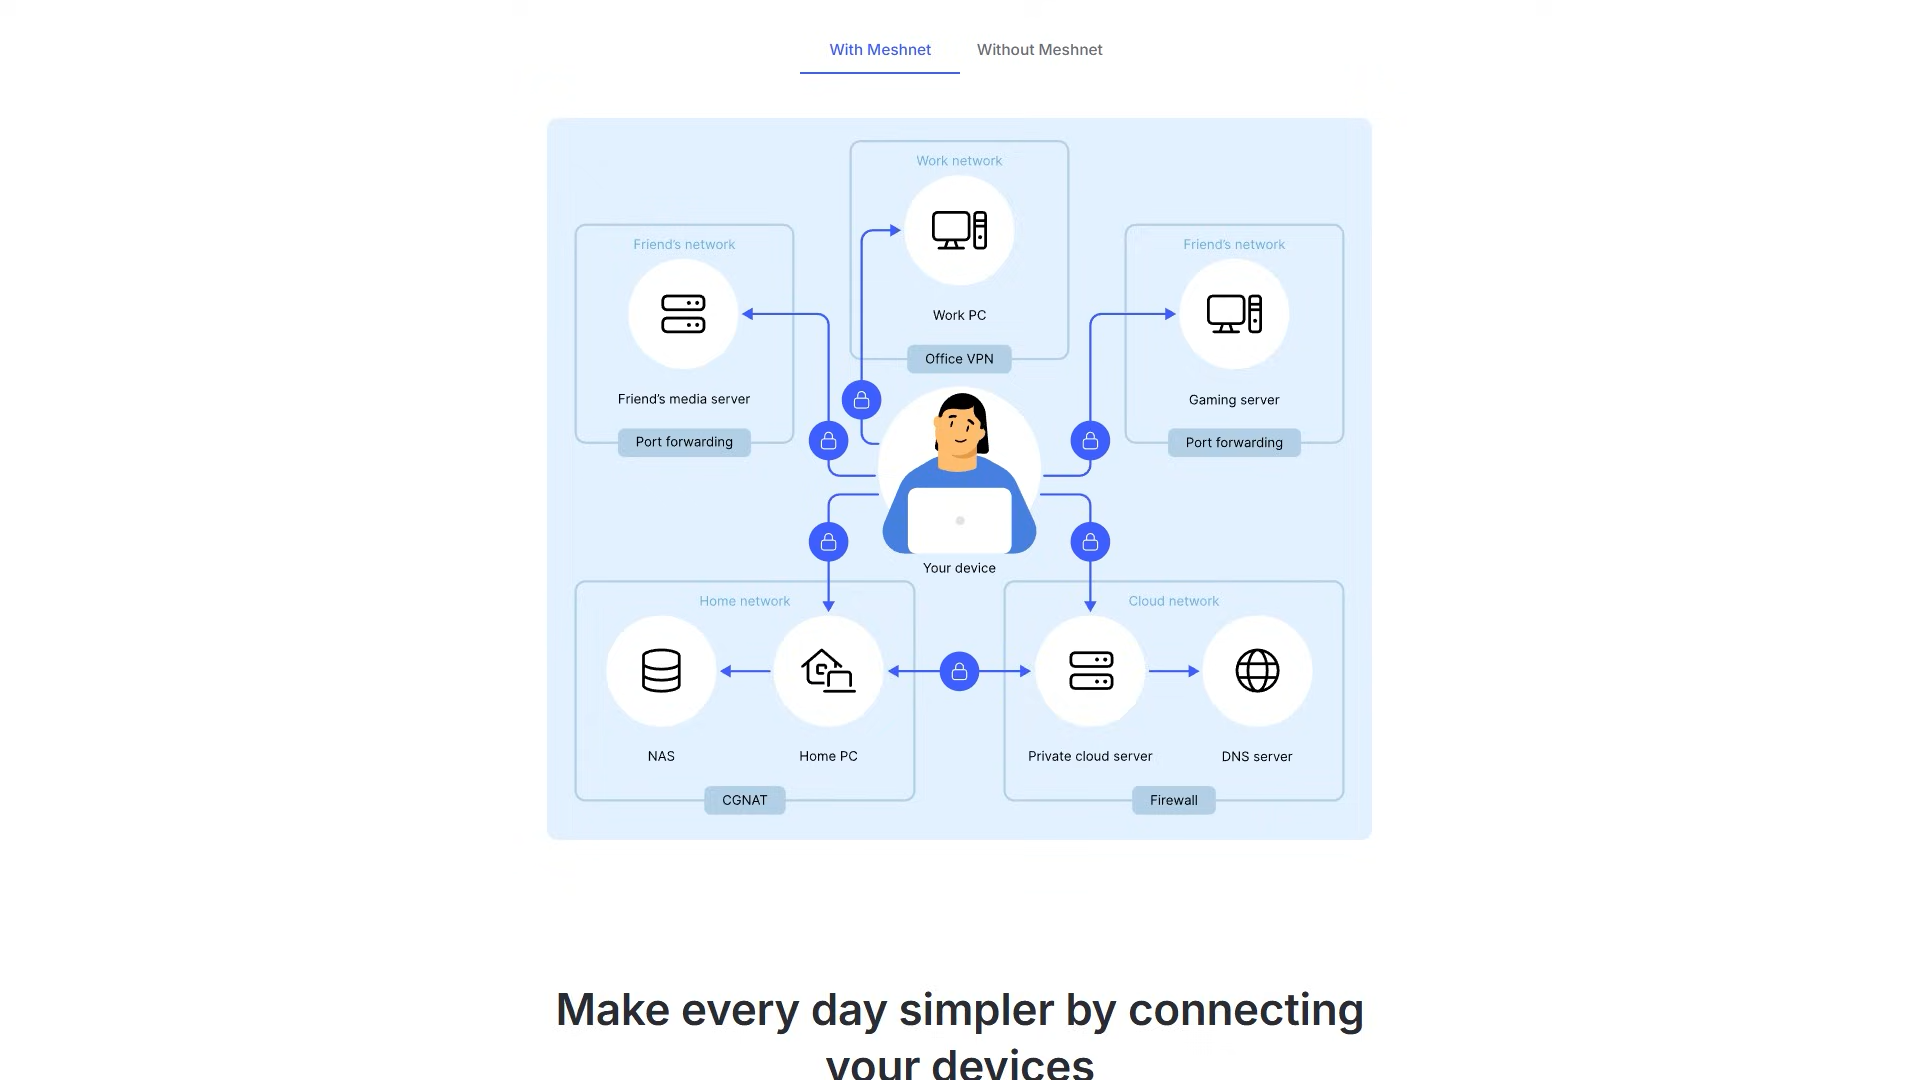 With Meshnet
Without Meshnet
Work network
Work PC
Office VPN
Friend's network
Friend's media server
Port forwarding
Friend's network
Gaming server
Port forwarding
Your device
Home network
NAS
Home PC
CGNAT
Cloud network
Private cloud server
DNS server
Firewall
Make every day simpler by connecting
your devices